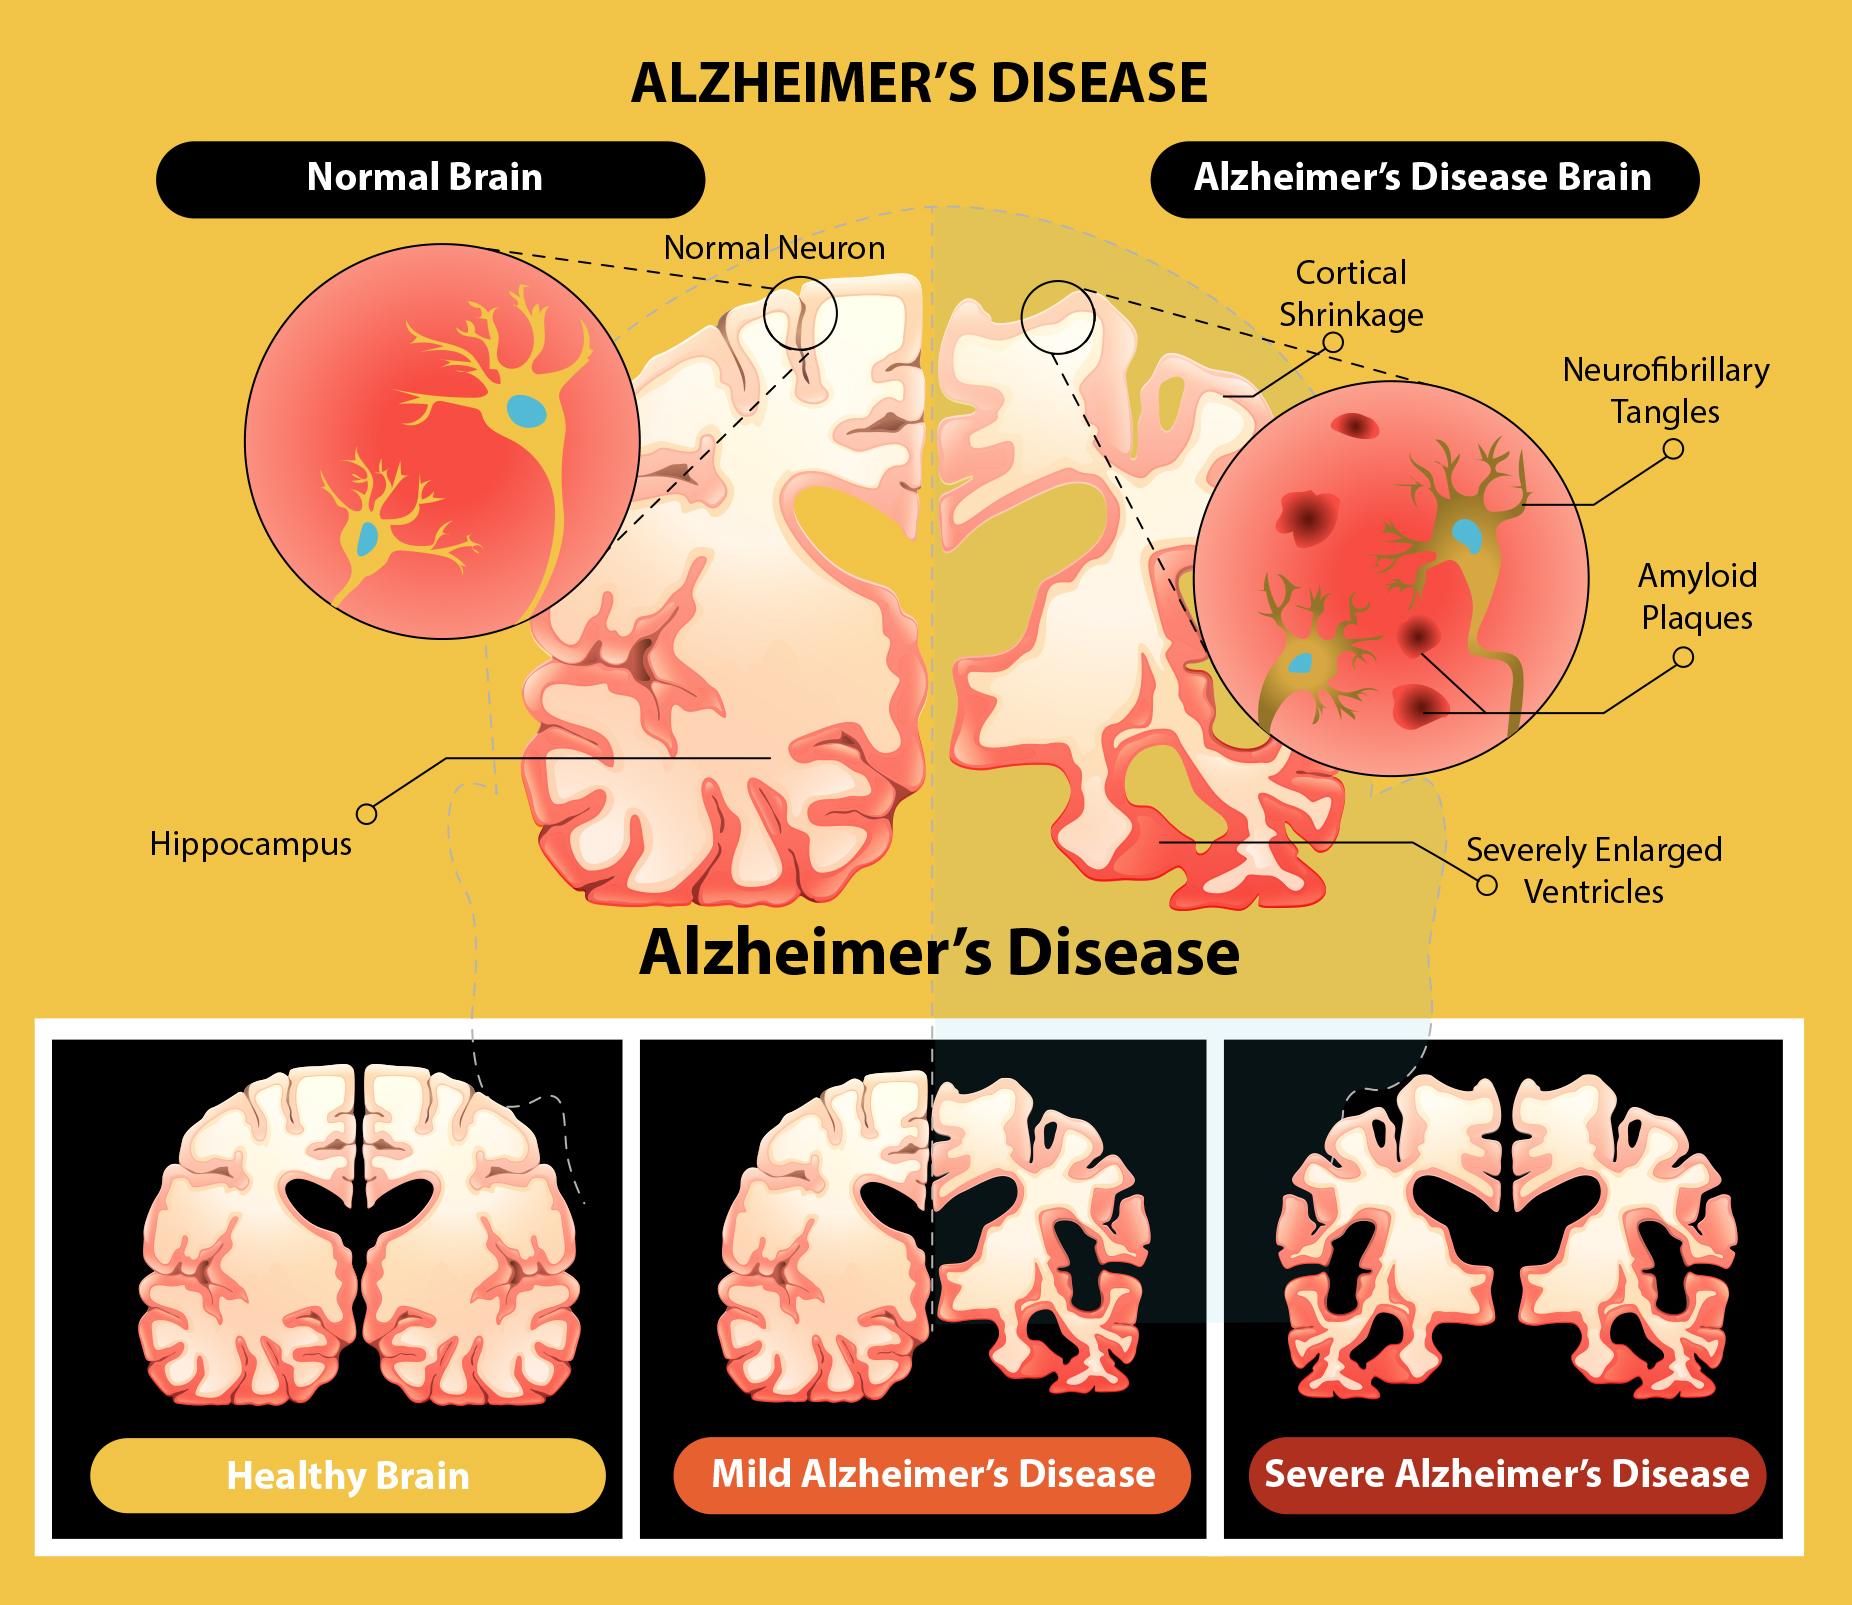 ALZHEIMER’S DISEASE
Normal Brain
Alzheimer’s Disease Brain
Normal Neuron
Cortical
Shrinkage
Neurofibrillary
Tangles
Amyloid
Plaques
Hippocampus
Severely Enlarged
Ventricles
Alzheimer’s Disease
Healthy Brain
Mild Alzheimer’s Disease
Severe Alzheimer’s Disease